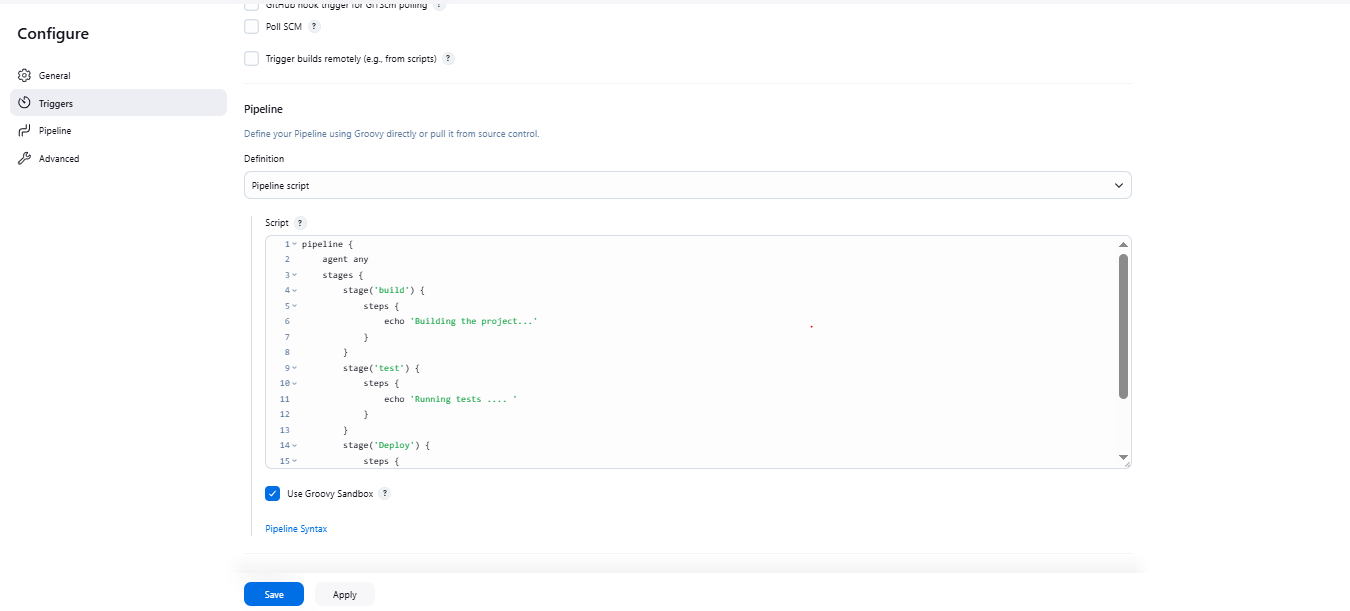 GitHub hook trigger for GITScm polling ?
Configure
Poll SCM ?
Trigger builds remotely (e.g., from scripts) ?
General
Triggers
Pipeline
Advanced
Pipeline
Define your Pipeline using Groovy directly or pull it from source control.
Definition
Pipeline script
Script ?
1 pipeline {
2 agent any
3 stages {
4 stage('build') {
5 steps {
6 echo 'Building the project...'
7 }
8 }
9 stage('test') {
10 steps {
11 echo 'Running tests .... '
12 }
13 }
14 stage('Deploy') {
15 steps {
Use Groovy Sandbox ?
Pipeline Syntax
Save Apply